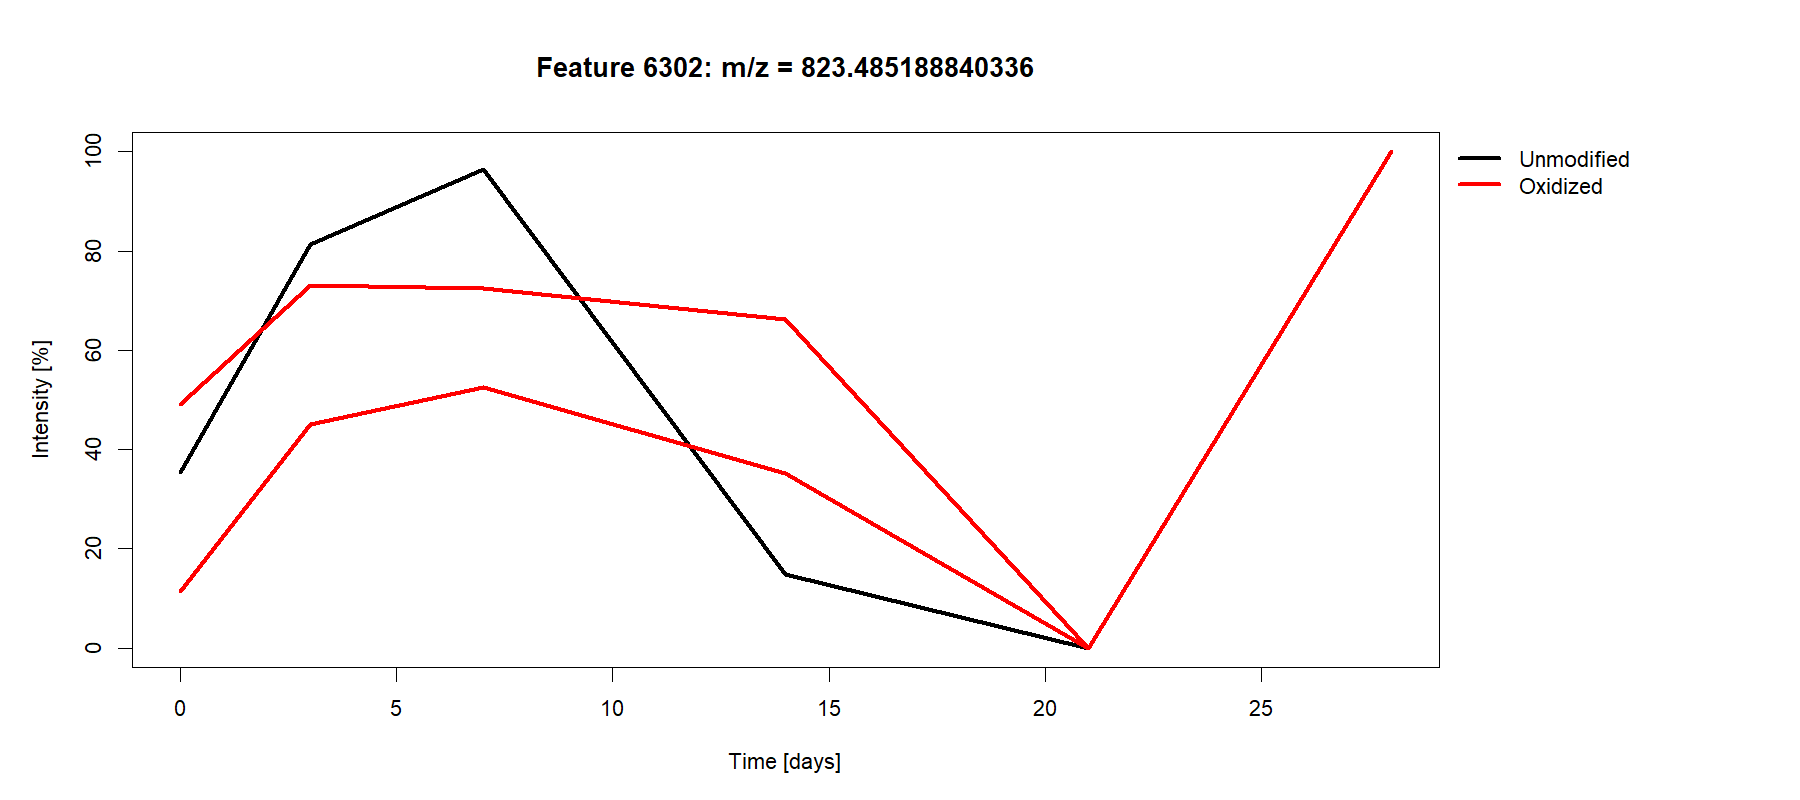 Feature 6302: m/z = 823.485188840336
Unmodified
Oxidized
Intensity [%]
100
80
60
40
20
0
0 5 10 15 20 25
Time [days]